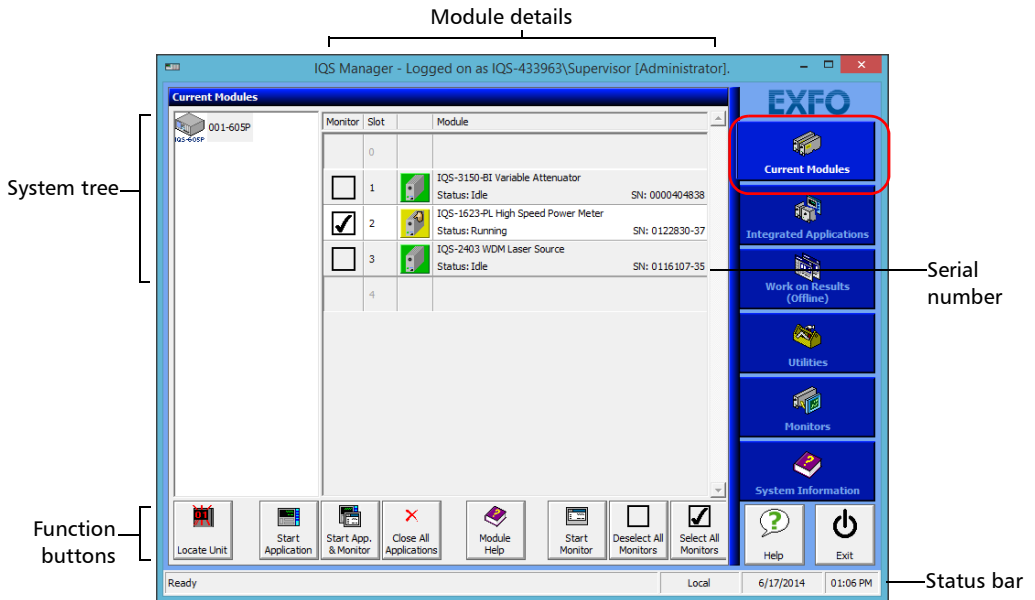 Module details
IQS Manager - Logged on as IQS-433963\Supervisor [Administrator].
Current Modules
EXFO
System tree
001-605P
IQS-605P
Monitor Slot Module
0
1
IQS-3150-BI Variable Attenuator
Status: Idle SN: 0000404838
2
IQS-1623-PL High Speed Power Meter
Status: Running SN: 0122830-37
3
IQS-2403 WDM Laser Source
Status: Idle SN: 0116107-35
4
Current Modules
Integrated Applications
Work on Results
(Offline)
Utilities
Monitors
System Information
Serial
number
Function
buttons
Locate Unit
Start
Application
Start App.
& Monitor
Close All
Applications
Module
Help
Start
Monitor
Deselect All
Monitors
Select All
Monitors
Help
Exit
Ready Local 6/17/2014 01:06 PM
Status bar